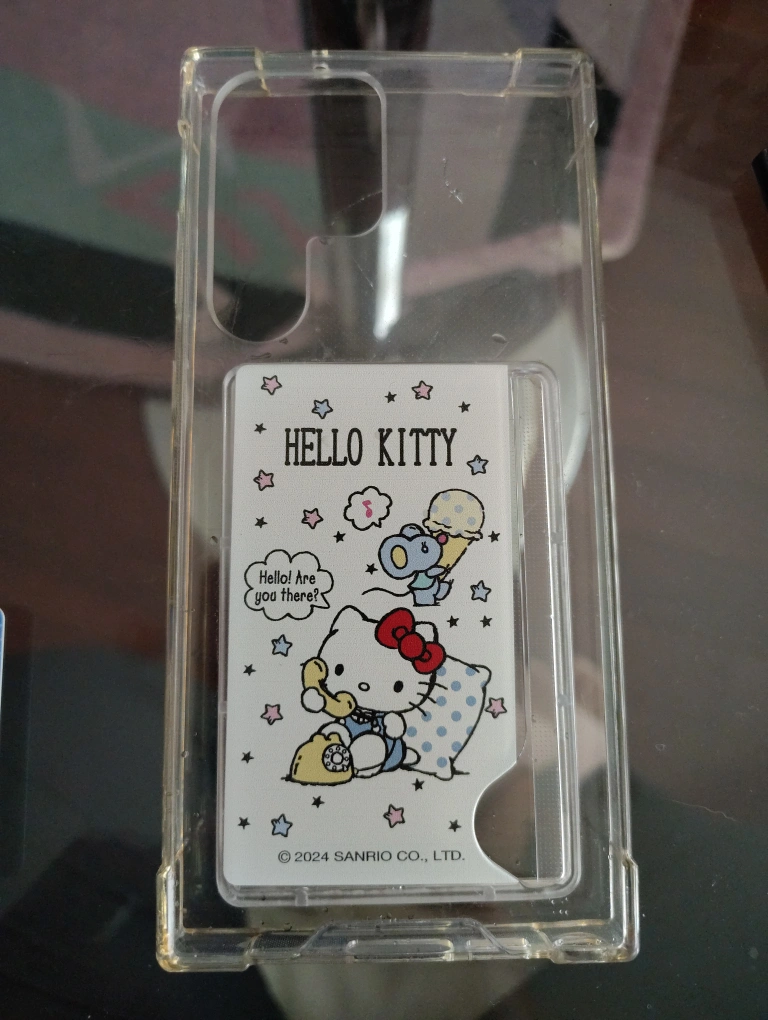 HELLO KITTY
Hello! Are
you there?
© 2024 SANRIO CO., LTD.